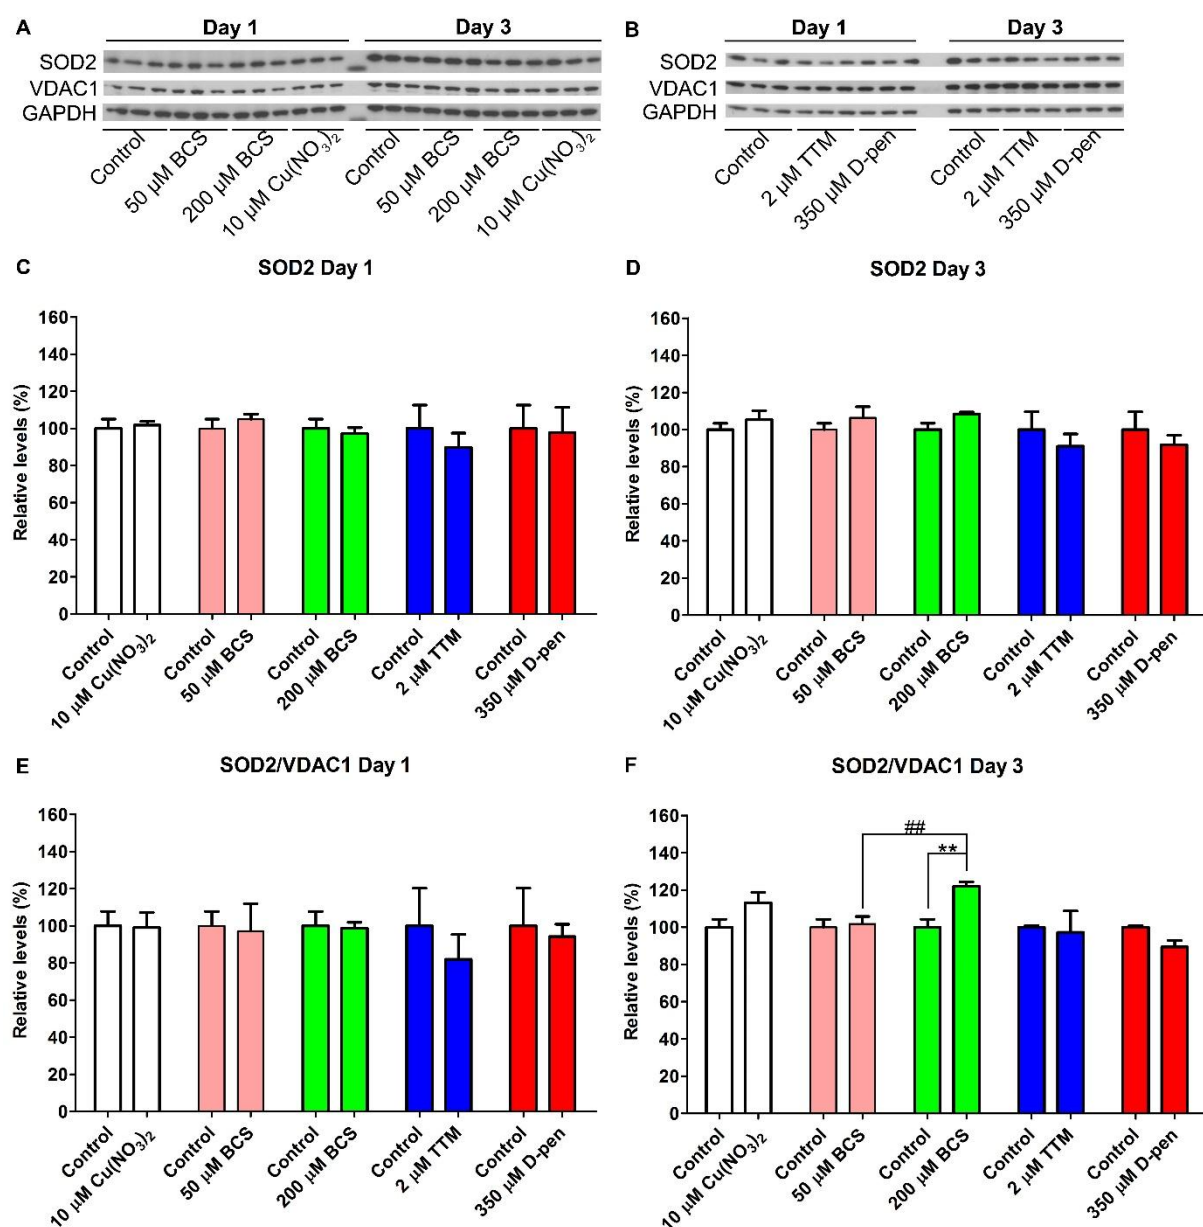 A
Day 1
Day 3
SOD2
VDAC1
GAPDH
Control
50 µM BCS
200 µM BCS
10 µM Cu(NO₃)₂
Control
50 µM BCS
200 µM BCS
10 µM Cu(NO₃)₂
B
Day 1
Day 3
SOD2
VDAC1
GAPDH
Control
2 µM TTM
350 µM D-pen
Control
2 µM TTM
350 µM D-pen
C
SOD2 Day 1
Relative levels (%)
160
140
120
100
80
60
40
20
0
Control
10 µM Cu(NO₃)₂
Control
50 µM BCS
Control
200 µM BCS
Control
2 µM TTM
Control
350 µM D-pen
D
SOD2 Day 3
Relative levels (%)
160
140
120
100
80
60
40
20
0
Control
10 µM Cu(NO₃)₂
Control
50 µM BCS
Control
200 µM BCS
Control
2 µM TTM
Control
350 µM D-pen
E
SOD2/VDAC1 Day 1
Relative levels (%)
160
140
120
100
80
60
40
20
0
Control
10 µM Cu(NO₃)₂
Control
50 µM BCS
Control
200 µM BCS
Control
2 µM TTM
Control
350 µM D-pen
F
SOD2/VDAC1 Day 3
Relative levels (%)
160
140
120
100
80
60
40
20
0
##
**
Control
10 µM Cu(NO₃)₂
Control
50 µM BCS
Control
200 µM BCS
Control
2 µM TTM
Control
350 µM D-pen